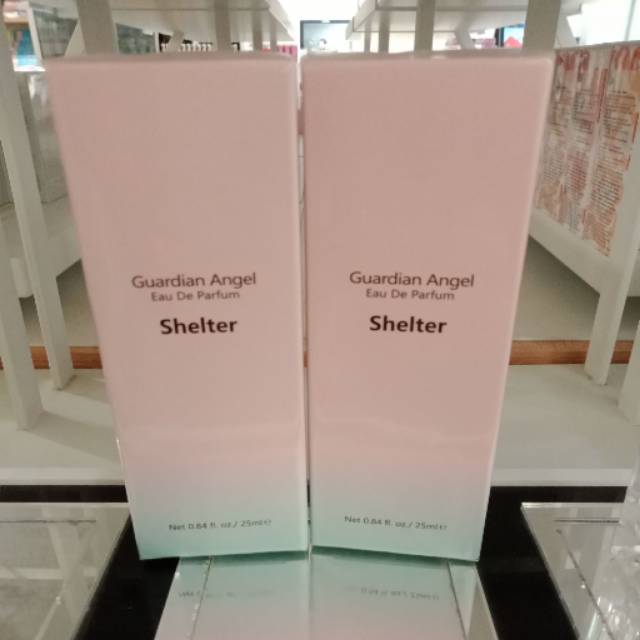 Guardian Angel
Eau De Parfum
Shelter
Net 0.84 fl. oz./ 25ml℮
Guardian Angel
Eau De Parfum
Shelter
Net 0.84 fl. oz./ 25ml℮